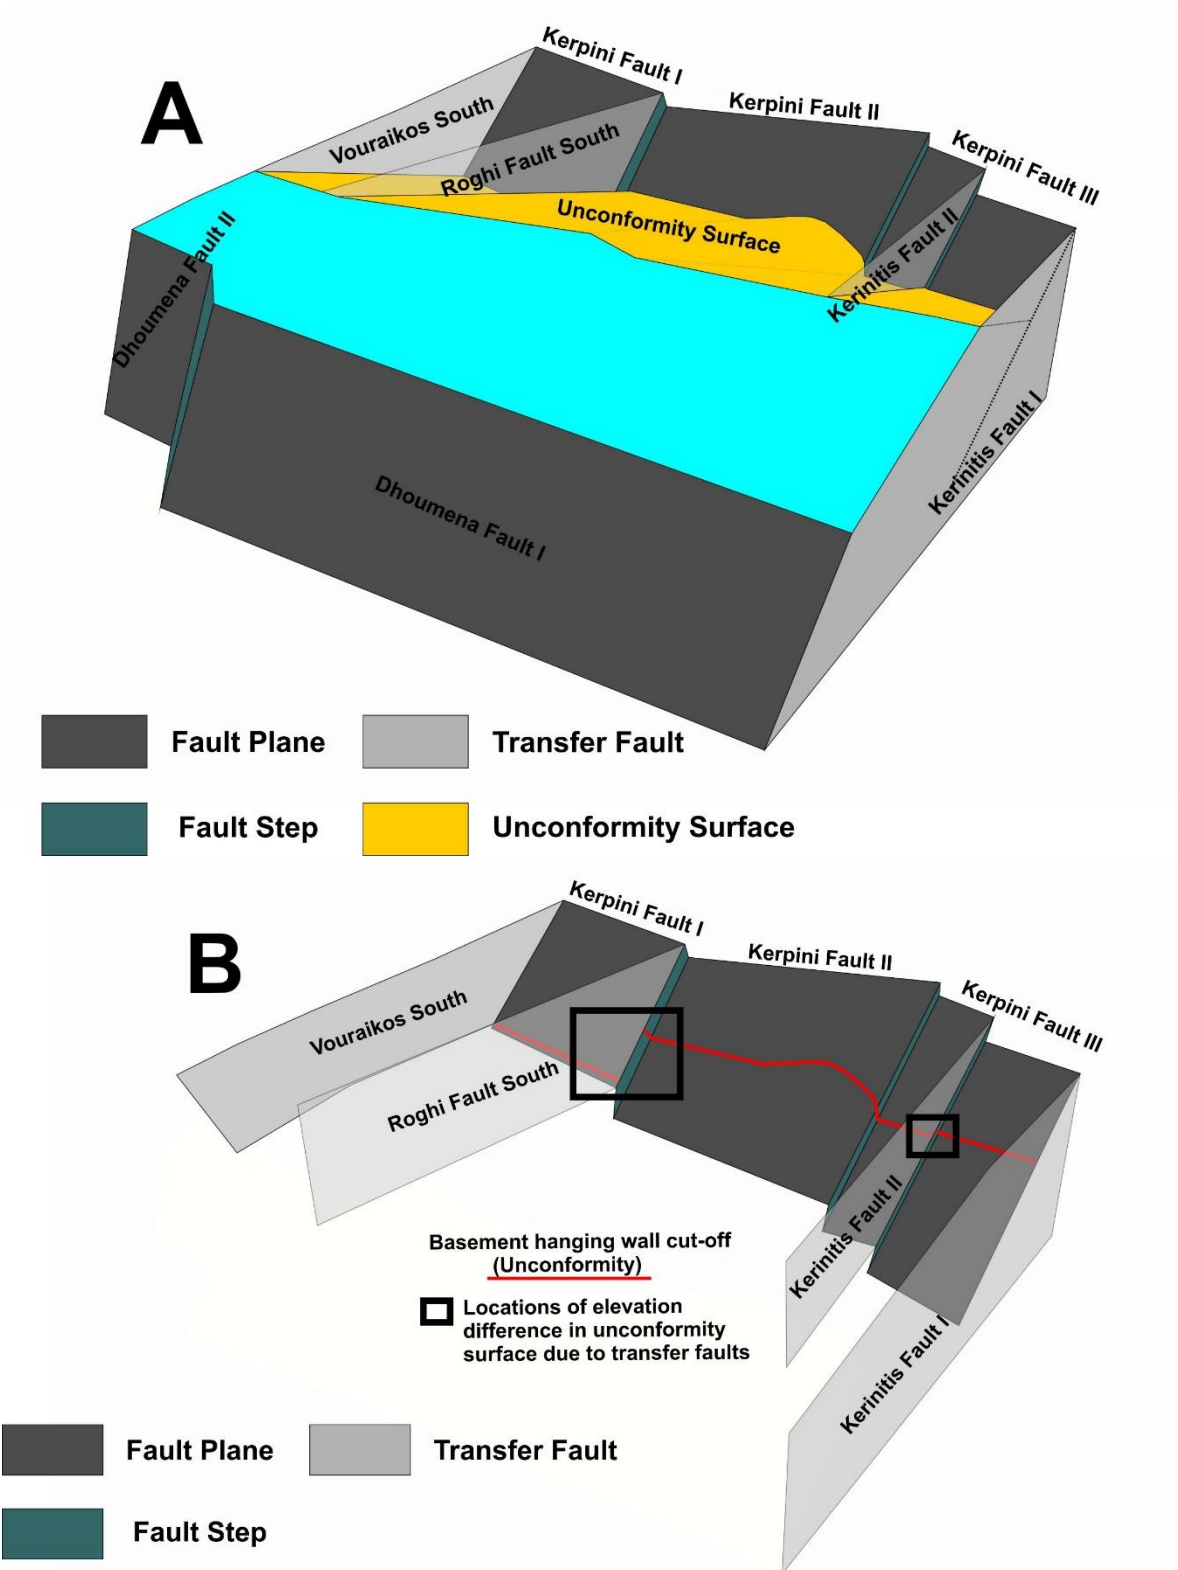 A
Kerpini Fault I
Kerpini Fault II
Kerpini Fault III
Vouraikos South
Roghi Fault South
Unconformity Surface
Kerinitis Fault II
Dhoumena Fault II
Kerinitis Fault I
Dhoumena Fault I
Fault Plane
Transfer Fault
Fault Step
Unconformity Surface
B
Kerpini Fault I
Kerpini Fault II
Kerpini Fault III
Vouraikos South
Roghi Fault South
Kerinitis Fault II
Kerinitis Fault I
Basement hanging wall cut-off
(Unconformity)
Locations of elevation
difference in unconformity
surface due to transfer faults
Fault Plane
Transfer Fault
Fault Step